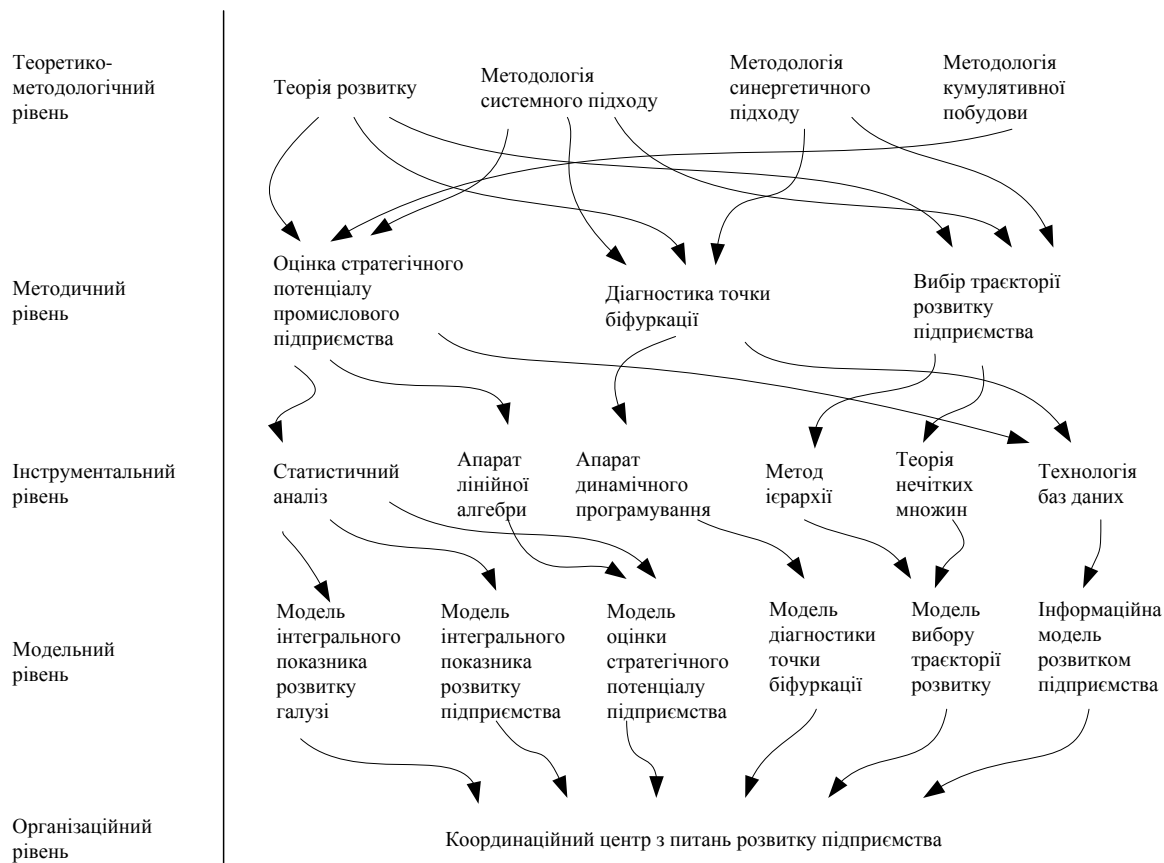 Теоретико-
методологічний
рівень
Теорія розвитку
Методологія
системного підходу
Методологія
синергетичного
підходу
Методологія
кумулятивної
побудови
Методичний
рівень
Оцінка стратегічного
потенціалу
промислового
підприємства
Діагностика точки
біфуркації
Вибір траєкторії
розвитку
підприємства
Інструментальний
рівень
Статистичний
аналіз
Апарат
лінійної
алгебри
Апарат
динамічного
програмування
Метод
ієрархії
Теорія
нечітких
множин
Технологія
баз даних
Модельний
рівень
Модель
інтегрального
показника
розвитку
галузі
Модель
інтегрального
показника
розвитку
підприємства
Модель
оцінки
стратегічного
потенціалу
підприємства
Модель
діагностики
точки
біфуркації
Модель
вибору
траєкторії
розвитку
Інформаційна
модель
розвитком
підприємства
Організаційний
рівень
Координаційний центр з питань розвитку підприємства